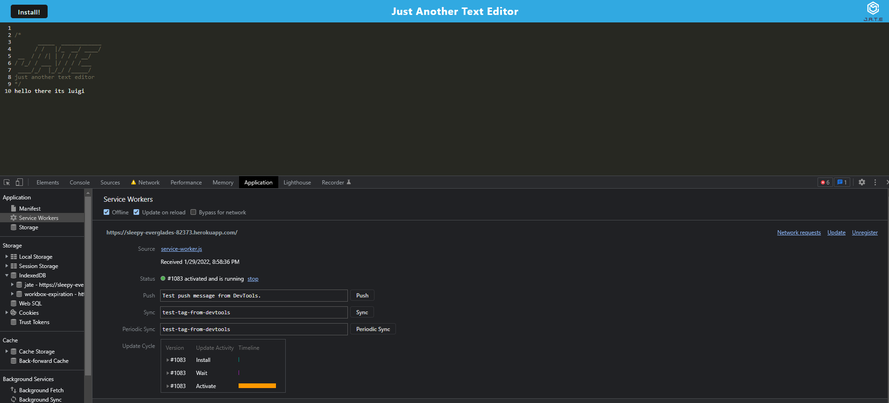 Install!
Just Another Text Editor
JATE
1
2 /*
3
4
5
6
7
8 just another text editor
9 */
10 hello there its luigi
Elements Console Sources Network Performance Memory Application Lighthouse Recorder 6 1
Application
Manifest
Service Workers
Storage
Storage
Local Storage
Session Storage
IndexedDB
jate - https://sleepy-eve
workbox-expiration - ht
Web SQL
Cookies
Trust Tokens
Cache
Cache Storage
Back-forward Cache
Background Services
Background Fetch
Background Sync
Service Workers
Offline Update on reload Bypass for network
https://sleepy-everglades-82373.herokuapp.com/ Network requests Update Unregister
Source service-worker.js
Received 1/29/2022, 8:58:36 PM
Status #1083 activated and is running stop
Push Test push message from DevTools. Push
Sync test-tag-from-devtools Sync
Periodic Sync test-tag-from-devtools Periodic Sync
Update Cycle Version Update Activity Timeline
#1083 Install
#1083 Wait
#1083 Activate